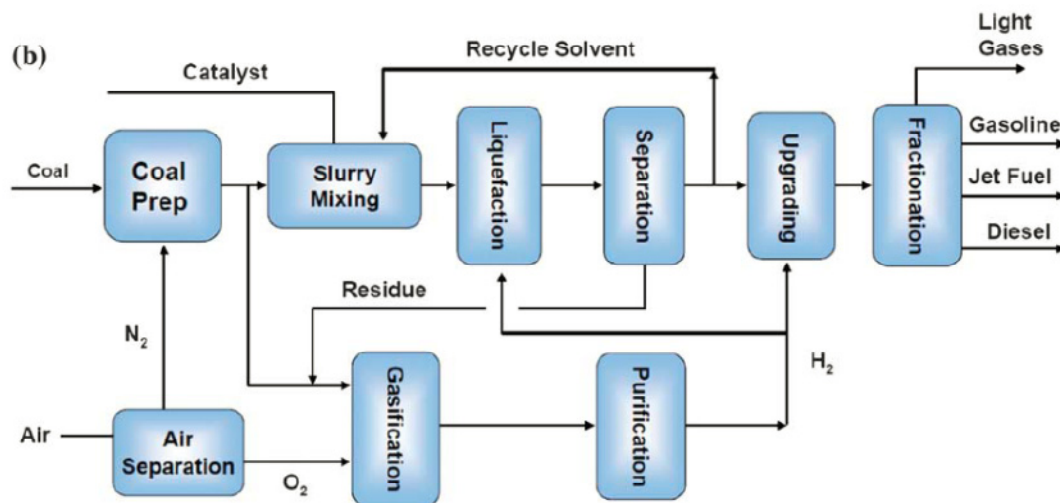 (b)
Light
Gases
Recycle Solvent
Catalyst
Coal
Coal
Prep
Slurry
Mixing
Liquefaction
Separation
Upgrading
Fractionation
Gasoline
Jet Fuel
Diesel
Residue
N₂
H₂
Gasification
Purification
Air
Air
Separation
O₂